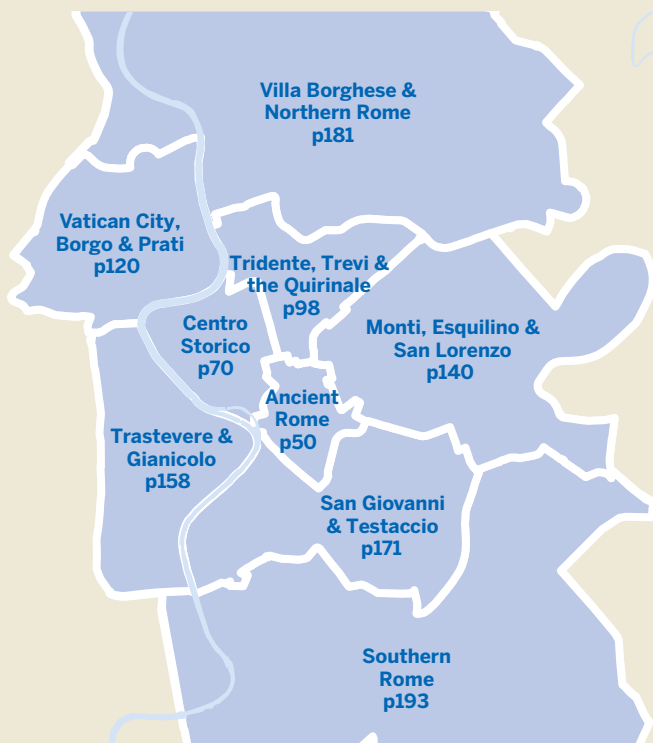 Villa Borghese &
Northern Rome
p181
Vatican City,
Borgo & Prati
p120
Tridente, Trevi &
the Quirinale
p98
Centro
Storico
p70
Monti, Esquilino &
San Lorenzo
p140
Ancient
Rome
p50
Trastevere &
Gianicolo
p158
San Giovanni
& Testaccio
p171
Southern
Rome
p193